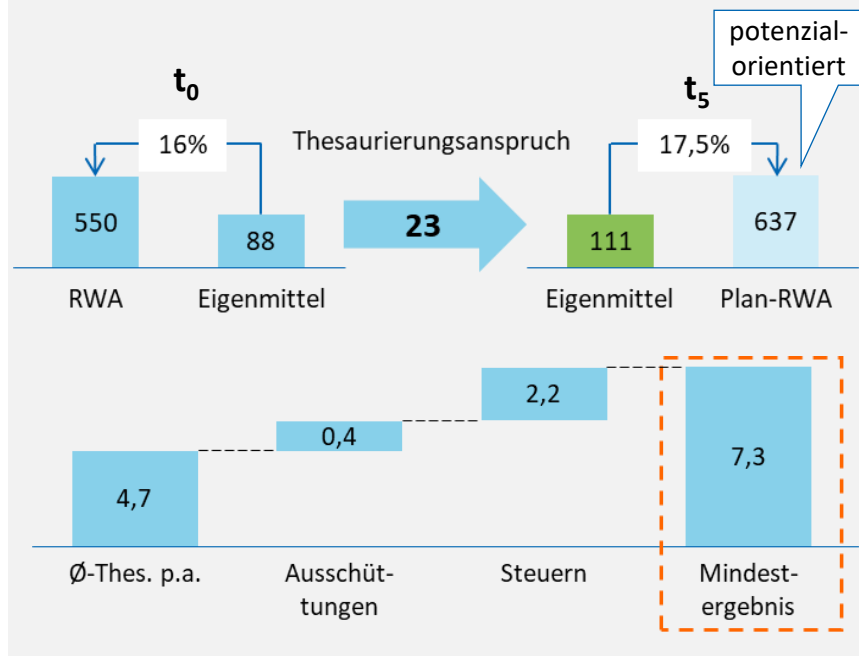 potenzial-
orientiert
t₀
t₅
16%
Thesaurierungsanspruch
17,5%
550
88
23
111
637
RWA
Eigenmittel
Eigenmittel
Plan-RWA
4,7
0,4
2,2
7,3
Ø-Thes. p.a.
Ausschüt-
tungen
Steuern
Mindest-
ergebnis